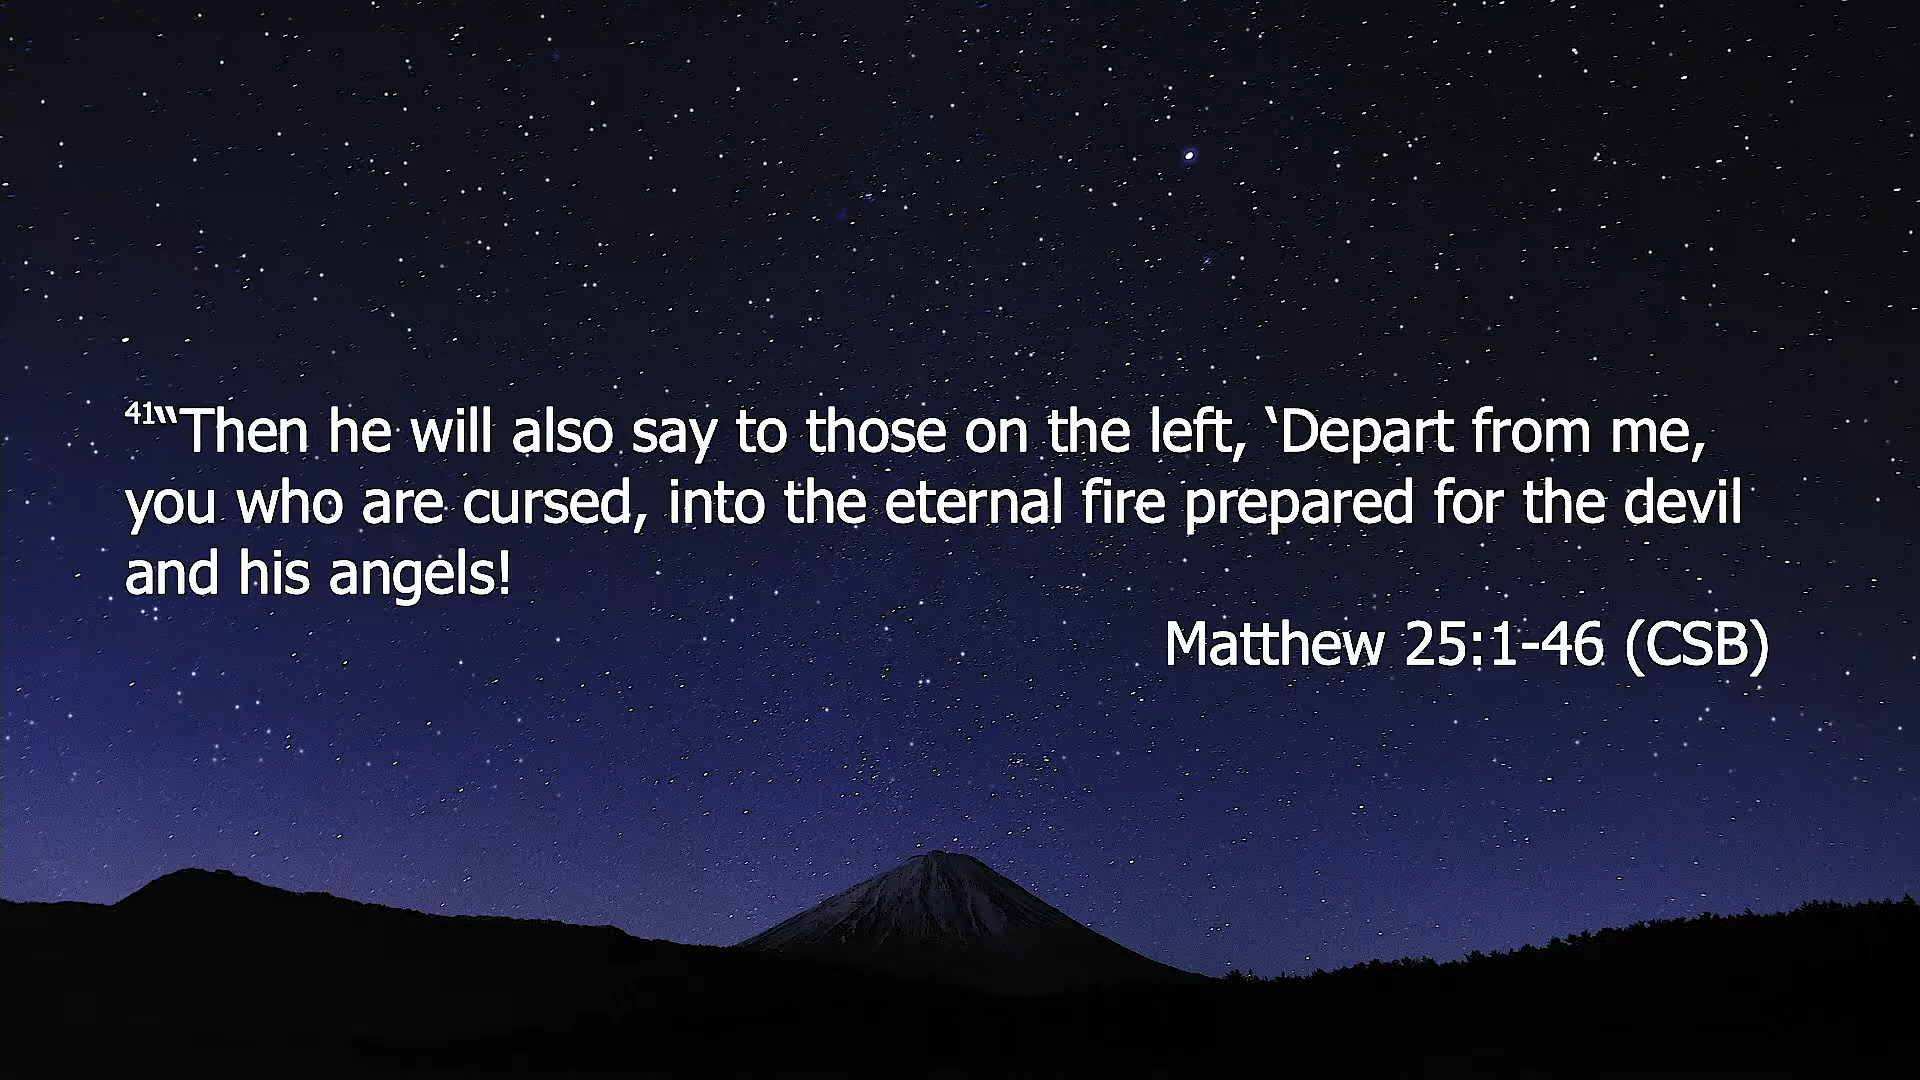 41“Then he will also say to those on the left, ‘Depart from me,
you who are cursed, into the eternal fire prepared for the devil
and his angels!
Matthew 25:1-46 (CSB)